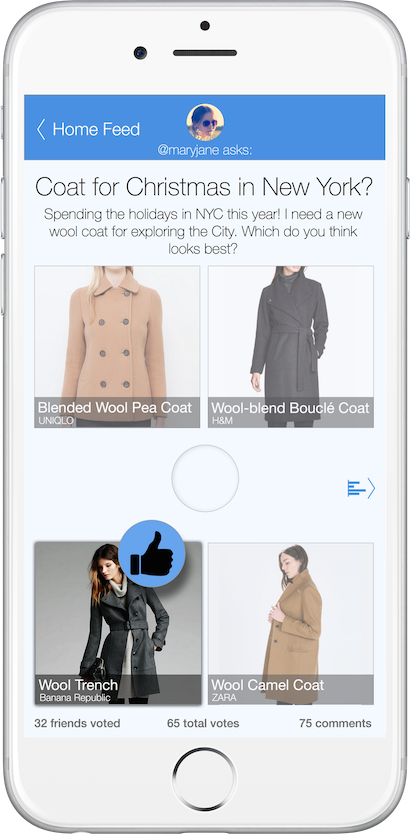 Home Feed
@maryjane asks:
Coat for Christmas in New York?
Spending the holidays in NYC this year! I need a new
wool coat for exploring the City. Which do you think
looks best?
Blended Wool Pea Coat
UNIQLO
Wool-blend Bouclé Coat
H&M
Wool Trench
Banana Republic
Wool Camel Coat
ZARA
32 friends voted
65 total votes
75 comments